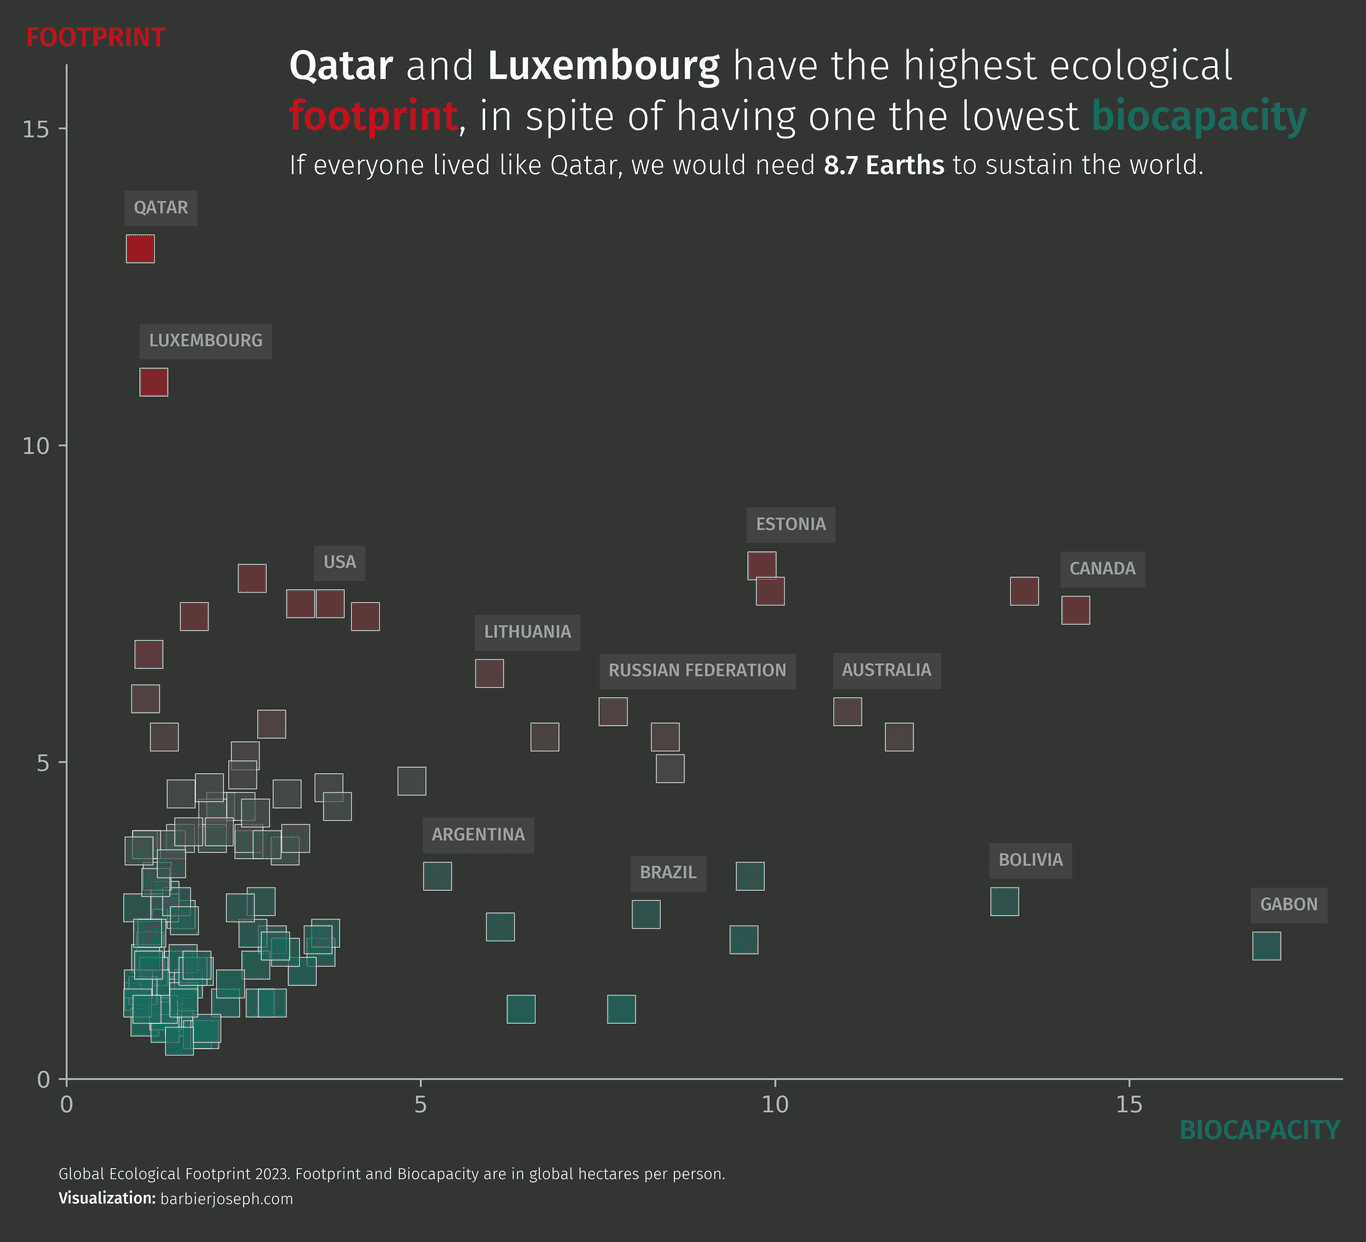 FOOTPRINT
Qatar and Luxembourg have the highest ecological
footprint, in spite of having one the lowest biocapacity
If everyone lived like Qatar, we would need 8.7 Earths to sustain the world.
15
QATAR
LUXEMBOURG
10
ESTONIA
USA
CANADA
LITHUANIA
RUSSIAN FEDERATION
AUSTRALIA
5
ARGENTINA
BRAZIL
BOLIVIA
GABON
0
0 5 10 15
BIOCAPACITY
Global Ecological Footprint 2023. Footprint and Biocapacity are in global hectares per person.
Visualization: barbierjoseph.com